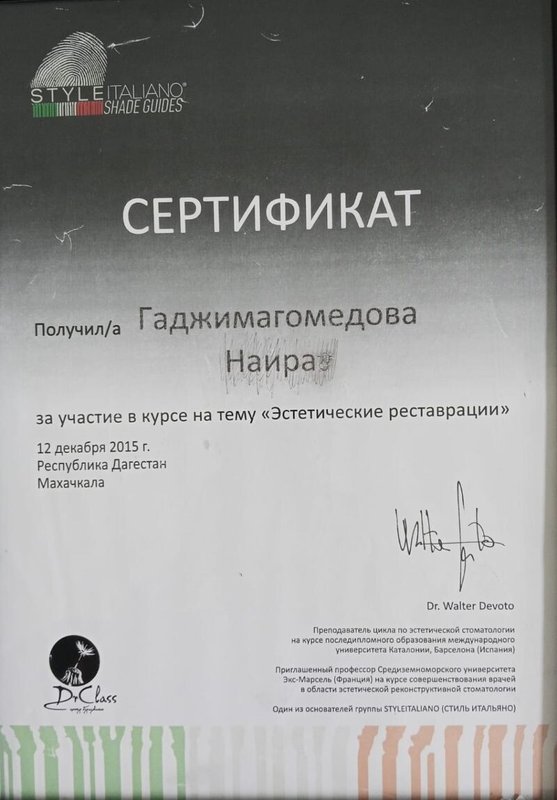 STYLEITALIANO®
SHADE GUIDES
СЕРТИФИКАТ
Получил/а Гаджимагомедова
Наира
за участие в курсе на тему «Эстетические реставрации»
12 декабря 2015 г.
Республика Дагестан
Махачкала
Dr. Walter Devoto
Преподаватель цикла по эстетической стоматологии
на курсе последипломного образования международного
университета Каталонии, Барселона (Испания)
Приглашенный профессор Средиземноморского университета
Экс-Марсель (Франция) на курсе совершенствования врачей
в области эстетической реконструктивной стоматологии
Один из основателей группы STYLEITALIANO (СТИЛЬ ИТАЛЬЯНО)
DrClass